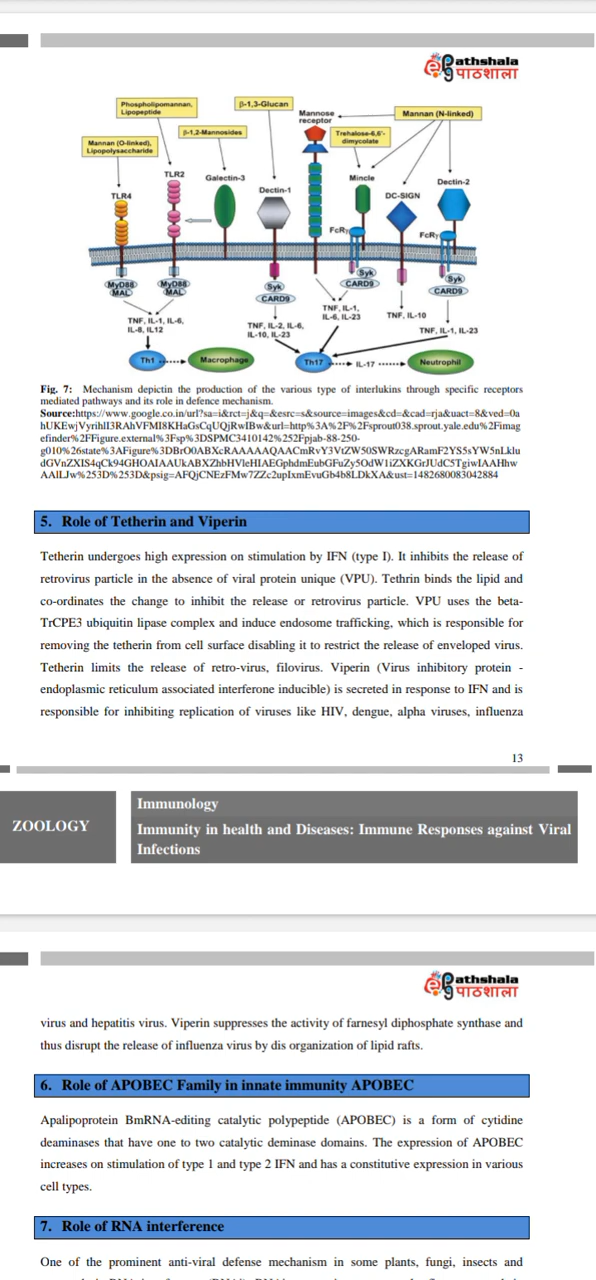 Pathshala
पाठशाला
Phospholipomannan,
Lipopeptide
β-1,3-Glucan
Mannose
receptor
Mannan (N-linked)
β-1,2-Mannosides
Trehalose-6,6'-
dimycolate
Mannan (O-linked),
Lipopolysaccharide
TLR2
Galectin-3
Mincle
Dectin-2
TLR4
Dectin-1
DC-SIGN
FcRγ
FcRγ
MyD88
MAL
MyD88
MAL
Syk
CARD9
Syk
CARD9
Syk
CARD9
TNF, IL-1, IL-6,
IL-8, IL12
TNF, IL-2, IL-6,
IL-10, IL-23
TNF, IL-1,
IL-6, IL-23
TNF, IL-10
TNF, IL-1, IL-23
Th1
Macrophage
Th17
IL-17
Neutrophil
Fig. 7: Mechanism depictin the production of the various type of interlukins through specific receptors
mediated pathways and its role in defence mechanism.
Source:https://www.google.co.in/url?sa=i&rct=j&q=&esrc=s&source=images&cd=&cad=rja&uact=8&ved=0a
hUKEwjVyrihlI3RAhVFMI8KHaGsCqUQjRwIBw&url=http%3A%2F%2Fsprout038.sprout.yale.edu%2Fimag
efinder%2FFigure.external%3Fsp%3DSPMC3410142%252Fpjab-88-250-
g010%26state%3AFigure%3DBrO0ABXcRAAAAAQAACmRvY3VtZW50SWRzcgARamF2YS5sYW5nLklu
dGVnZXIS4qCk94GHOAIAAUkABXZhbHVleHIAEGphdmEubGFuZy5OdW1iZXKGrJUdC5TgiwIAAHhw
AAlLJw%253D%253D&psig=AFQjCNEzFMw7ZZc2upIxmEvuGb4b8LDkXA&ust=1482680083042884
5. Role of Tetherin and Viperin
Tetherin undergoes high expression on stimulation by IFN (type I). It inhibits the release of
retrovirus particle in the absence of viral protein unique (VPU). Tethrin binds the lipid and
co-ordinates the change to inhibit the release or retrovirus particle. VPU uses the beta-
TrCPE3 ubiquitin lipase complex and induce endosome trafficking, which is responsible for
removing the tetherin from cell surface disabling it to restrict the release of enveloped virus.
Tetherin limits the release of retro-virus, filovirus. Viperin (Virus inhibitory protein -
endoplasmic reticulum associated interferone inducible) is secreted in response to IFN and is
responsible for inhibiting replication of viruses like HIV, dengue, alpha viruses, influenza
13
ZOOLOGY
Immunology
Immunity in health and Diseases: Immune Responses against Viral
Infections
Pathshala
पाठशाला
virus and hepatitis virus. Viperin suppresses the activity of farnesyl diphosphate synthase and
thus disrupt the release of influenza virus by dis organization of lipid rafts.
6. Role of APOBEC Family in innate immunity APOBEC
Apalipoprotein BmRNA-editing catalytic polypeptide (APOBEC) is a form of cytidine
deaminases that have one to two catalytic deminase domains. The expression of APOBEC
increases on stimulation of type 1 and type 2 IFN and has a constitutive expression in various
cell types.
7. Role of RNA interference
One of the prominent anti-viral defense mechanism in some plants, fungi, insects and